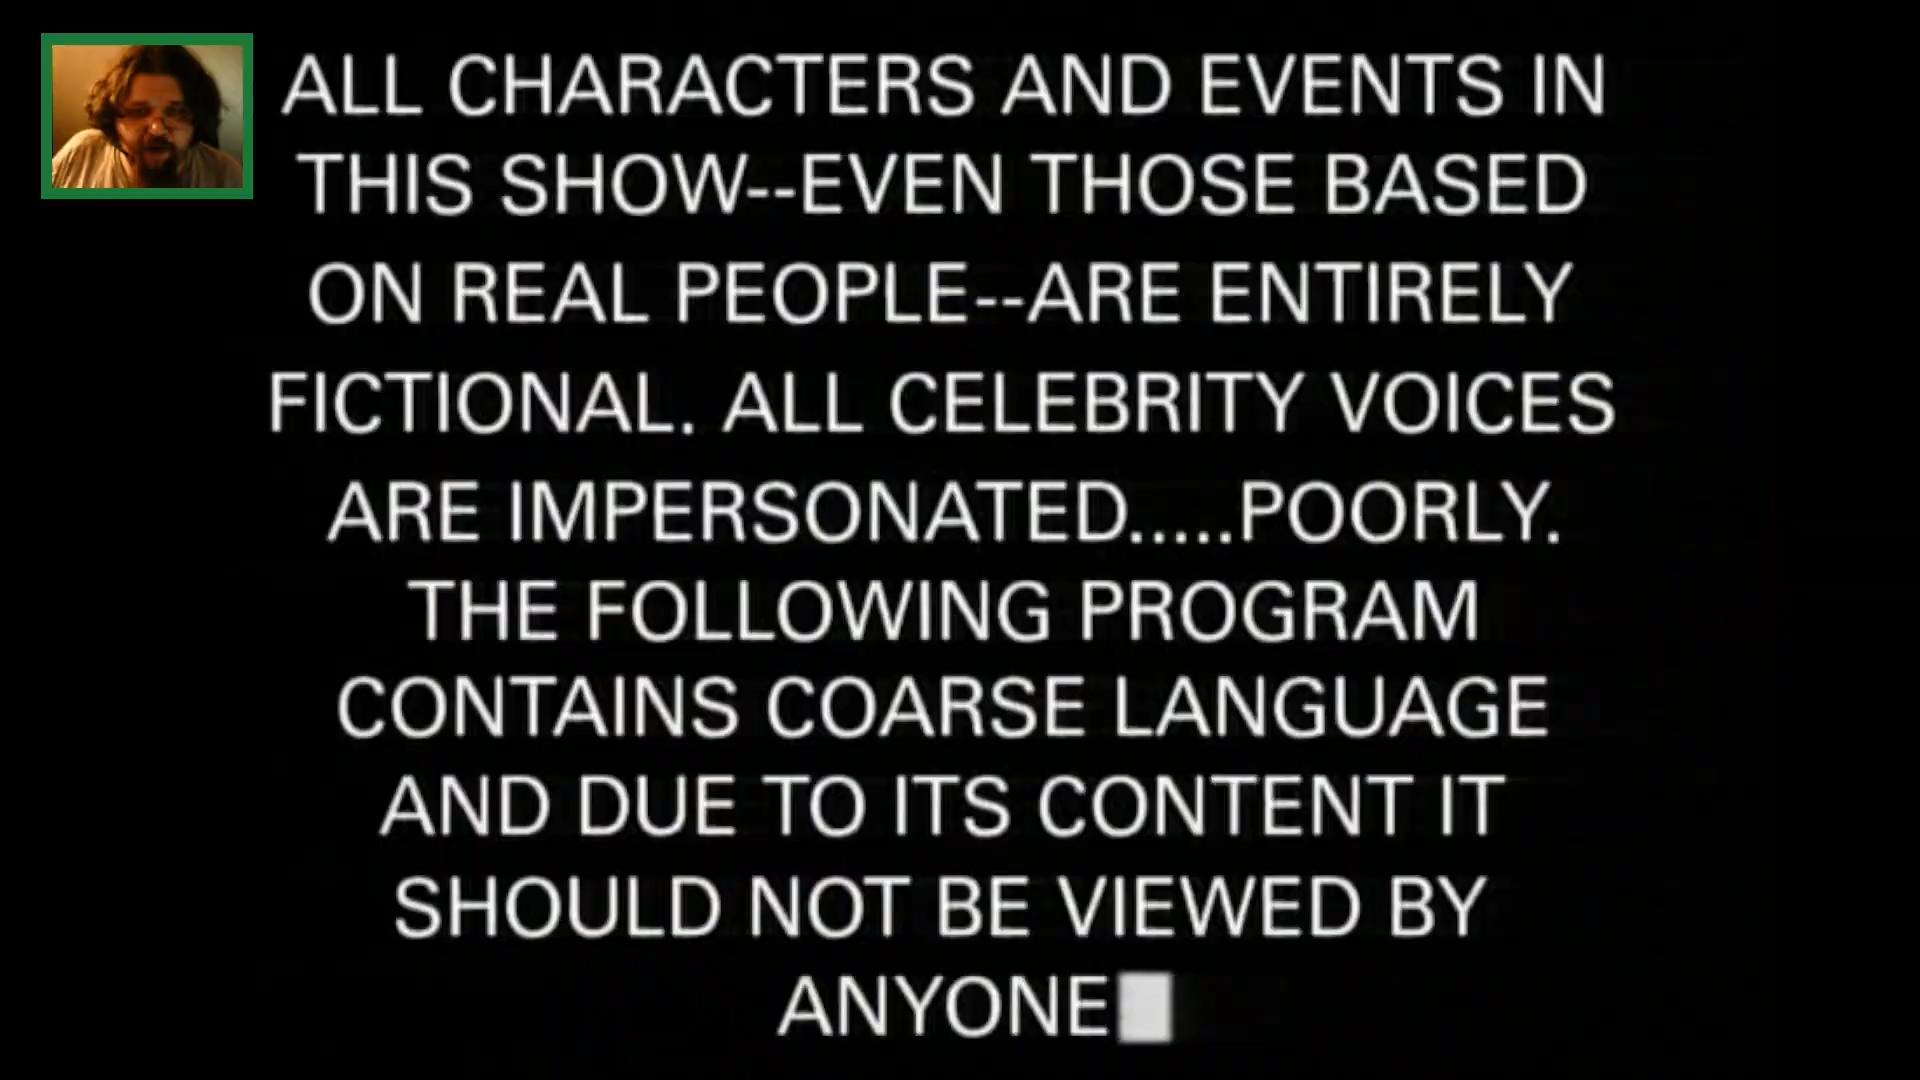 ALL CHARACTERS AND EVENTS IN
THIS SHOW--EVEN THOSE BASED
ON REAL PEOPLE--ARE ENTIRELY
FICTIONAL. ALL CELEBRITY VOICES
ARE IMPERSONATED.....POORLY.
THE FOLLOWING PROGRAM
CONTAINS COARSE LANGUAGE
AND DUE TO ITS CONTENT IT
SHOULD NOT BE VIEWED BY
ANYONE